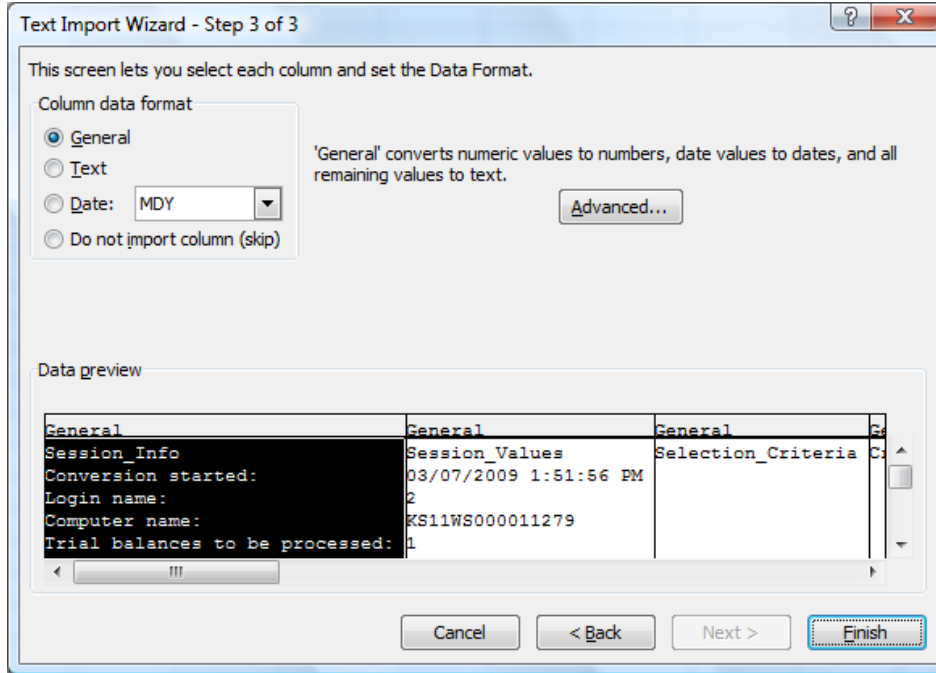 Text Import Wizard - Step 3 of 3
?
X
This screen lets you select each column and set the Data Format.
Column data format
General
Text
Date: MDY
Do not import column (skip)
'General' converts numeric values to numbers, date values to dates, and all
remaining values to text.
Advanced...
Data preview
General General General Ge
Session_Info Session_Values Selection_Criteria Cr
Conversion started: 03/07/2009 1:51:56 PM
Login name: 2
Computer name: KS11WS000011279
Trial balances to be processed: 1
Cancel < Back Next > Finish